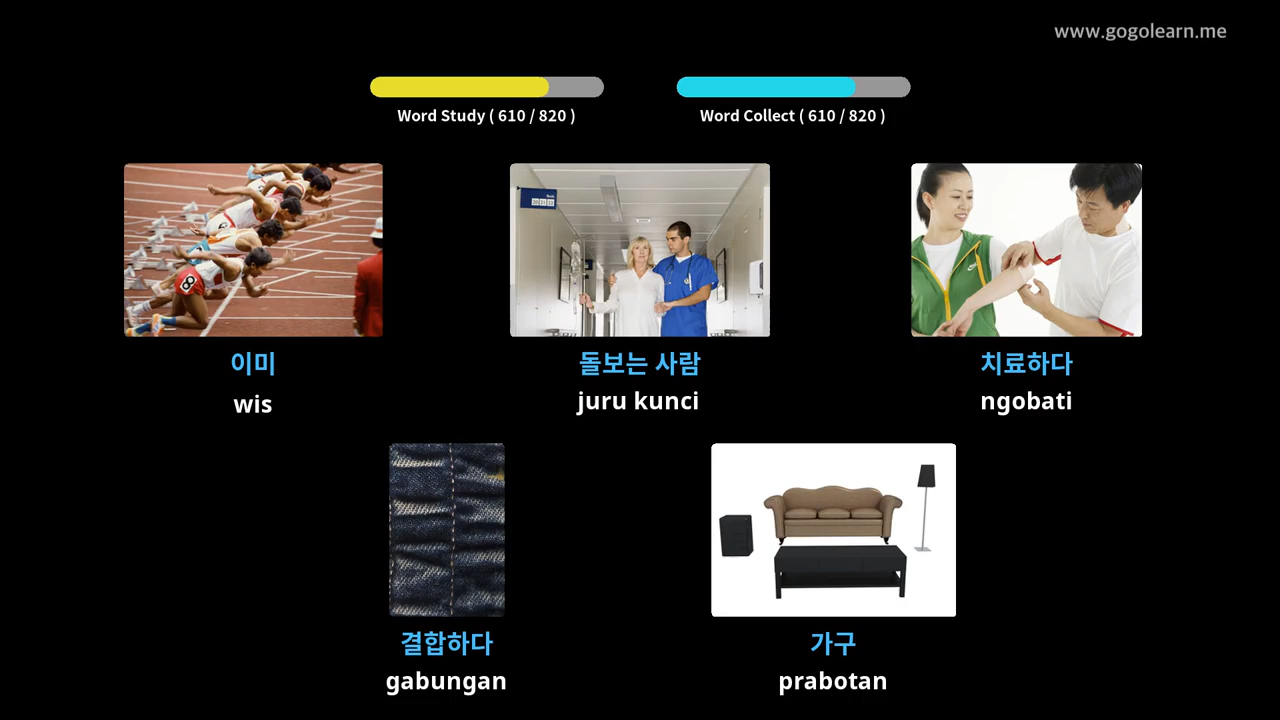 www.gogolearn.me
Word Study ( 610 / 820 )
Word Collect ( 610 / 820 )
이미
wis
돌보는 사람
juru kunci
치료하다
ngobati
결합하다
gabungan
가구
prabotan